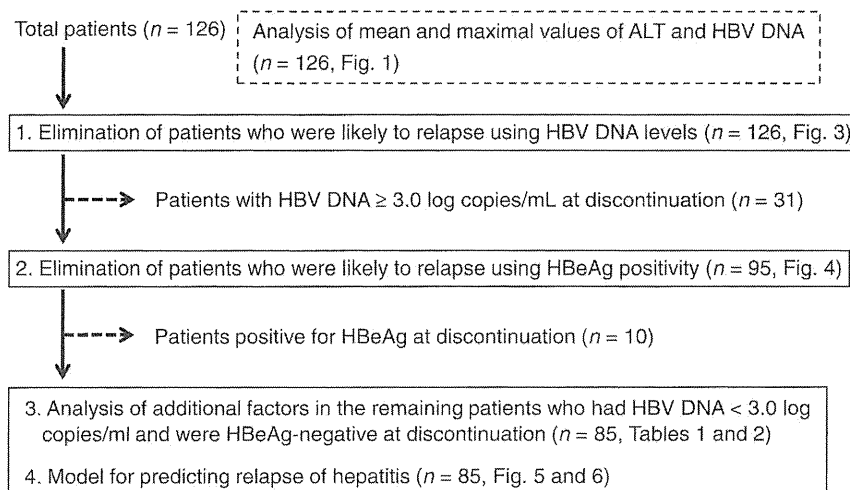 Total patients (n = 126)
Analysis of mean and maximal values of ALT and HBV DNA
(n = 126, Fig. 1)
1. Elimination of patients who were likely to relapse using HBV DNA levels (n = 126, Fig. 3)
Patients with HBV DNA ≥ 3.0 log copies/mL at discontinuation (n = 31)
2. Elimination of patients who were likely to relapse using HBeAg positivity (n = 95, Fig. 4)
Patients positive for HBeAg at discontinuation (n = 10)
3. Analysis of additional factors in the remaining patients who had HBV DNA < 3.0 log
copies/ml and were HBeAg-negative at discontinuation (n = 85, Tables 1 and 2)
4. Model for predicting relapse of hepatitis (n = 85, Fig. 5 and 6)